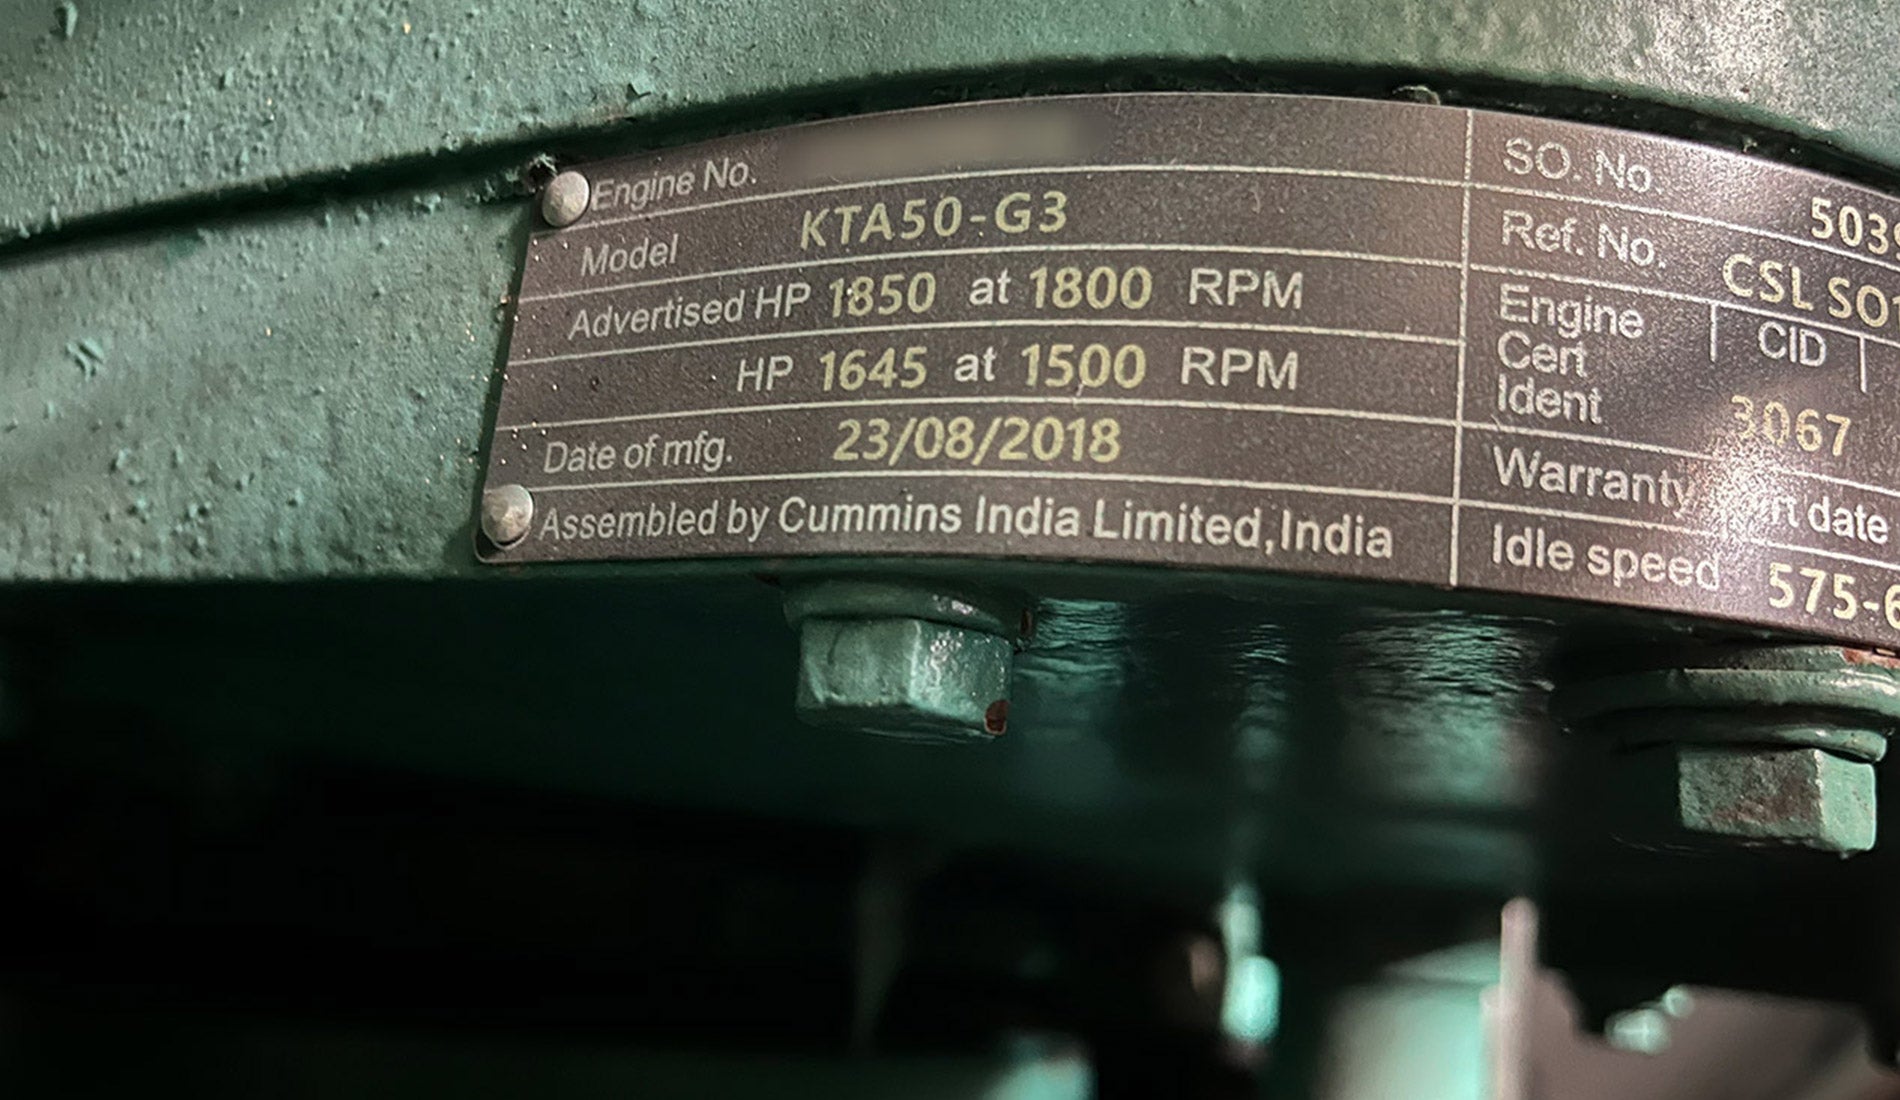 Engine No.
Model KTA50-G3
Advertised HP 1850 at 1800 RPM
HP 1645 at 1500 RPM
Date of mfg. 23/08/2018
Assembled by Cummins India Limited, India
SO. No.
Ref. No. CSL
Engine
Cert
Ident
CID
3067
Warranty date
Idle speed